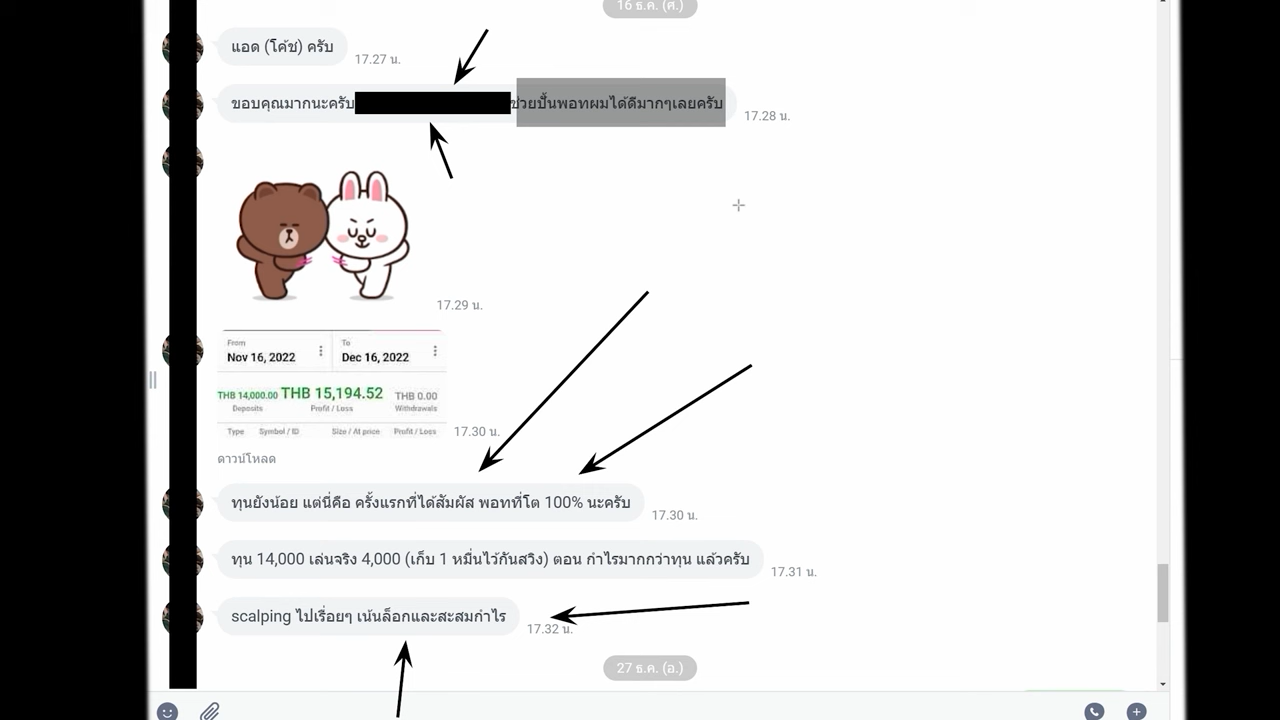 16 ธ.ค. (ศ.)
แอด (โค้ช) ครับ
17.27 น.
ขอบคุณมากนะครับ ช่วยปั้นพอทผมได้ดีมากๆเลยครับ
17.28 น.
17.29 น.
From To
Nov 16, 2022 Dec 16, 2022
THB 14,000.00 THB 15,194.52 THB 0.00
Deposits Profit / Loss Withdrawals
Type Symbol / ID Size / At price Profit / Loss
17.30 น.
ดาวน์โหลด
ทุนยังน้อย แต่นี่คือ ครั้งแรกที่ได้สัมผัส พอทที่โต 100% นะครับ
17.30 น.
ทุน 14,000 เล่นจริง 4,000 (เก็บ 1 หมื่นไว้กันสวิง) ตอน กำไรมากกว่าทุน แล้วครับ
17.31 น.
scalping ไปเรื่อยๆ เน้นล็อกและสะสมกำไร
17.32 น.
27 ธ.ค. (อ.)